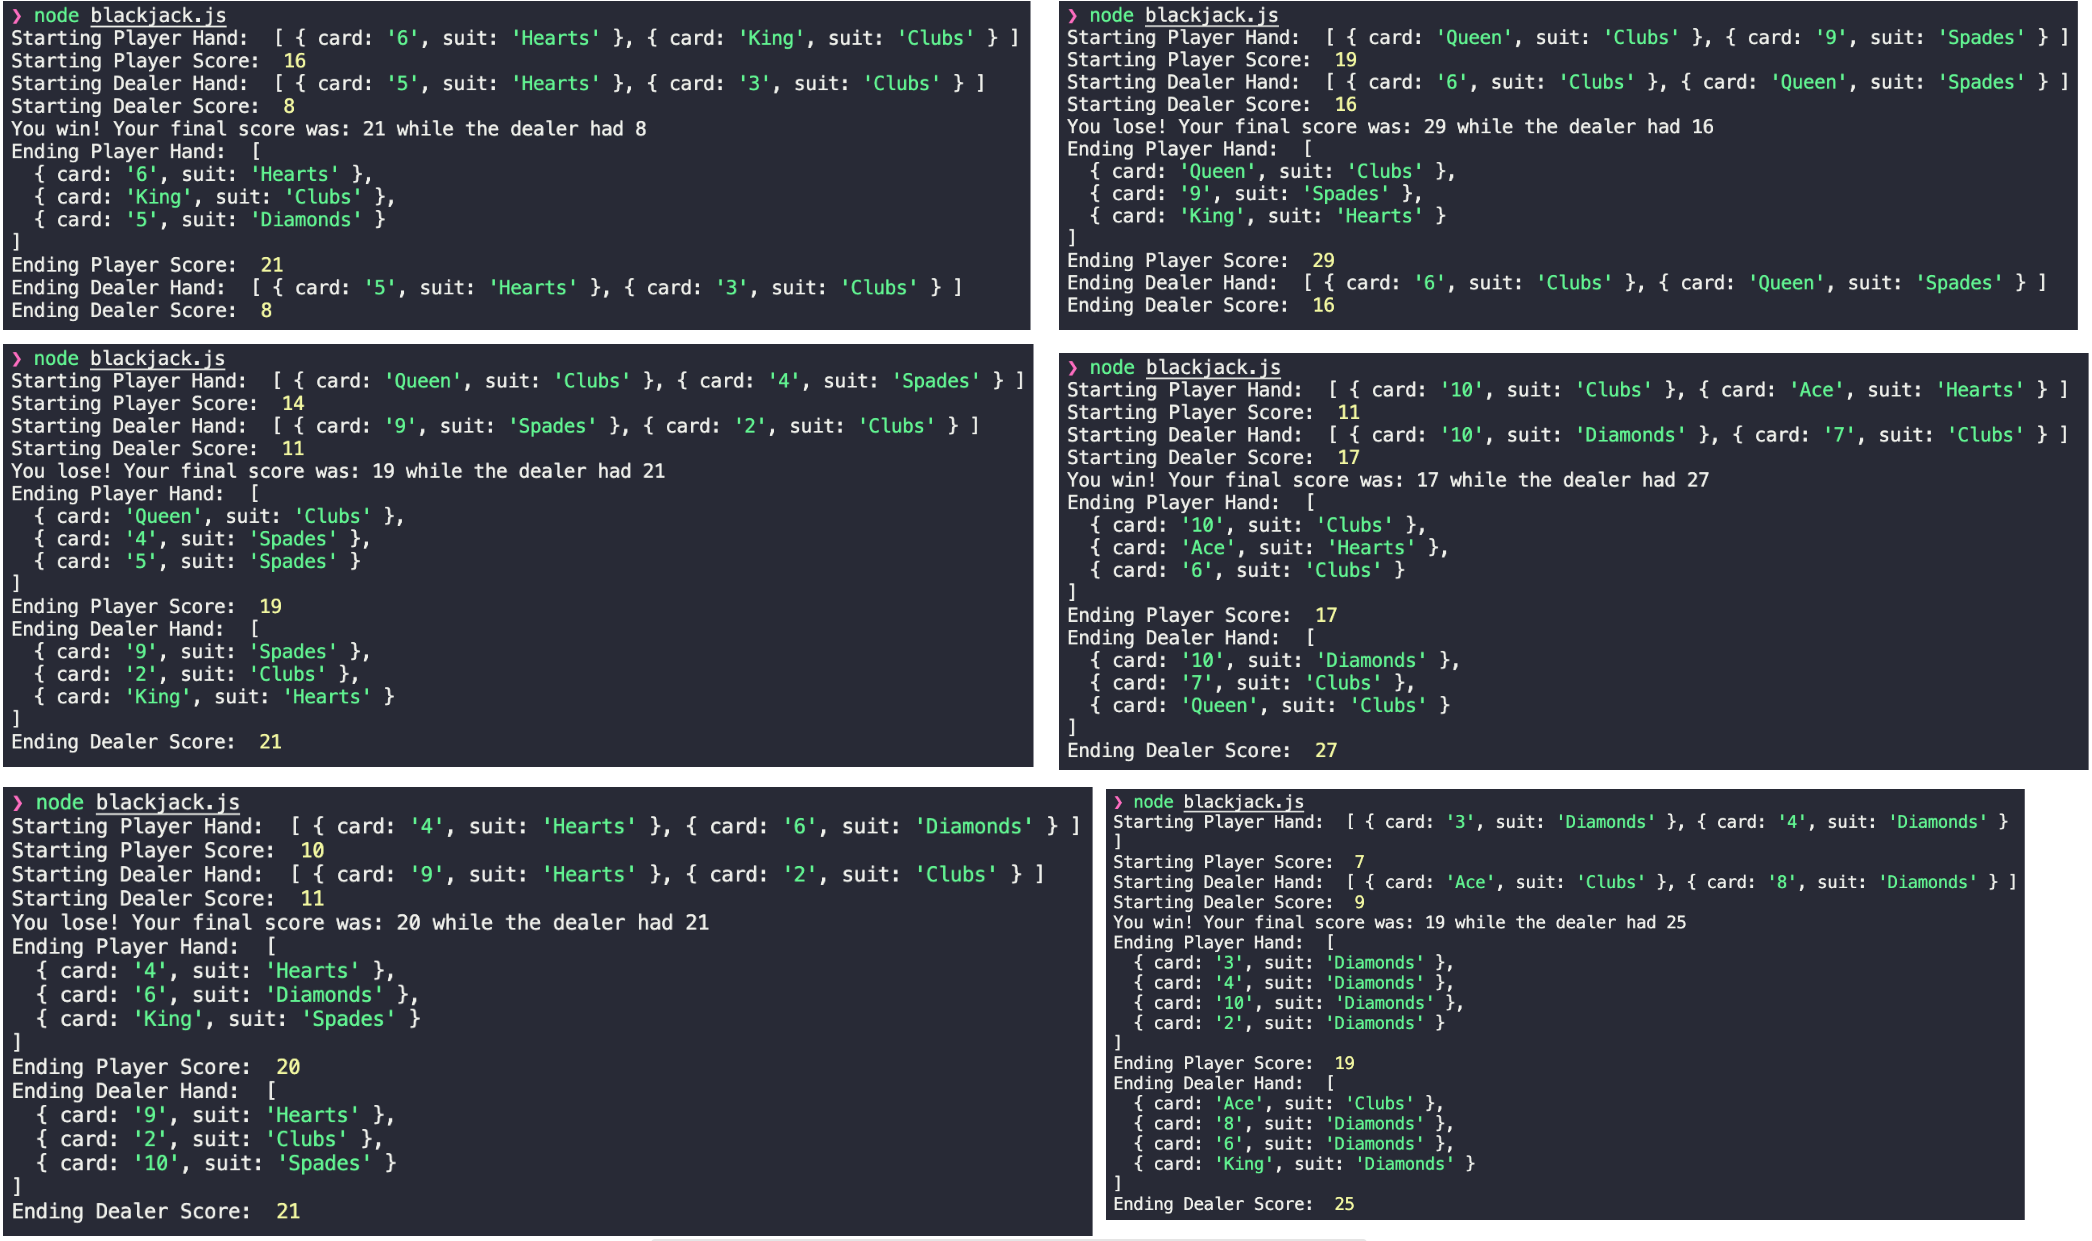 ❯ node blackjack.js
Starting Player Hand:  [ { card: '6', suit: 'Hearts' }, { card: 'King', suit: 'Clubs' } ]
Starting Player Score:  16
Starting Dealer Hand:  [ { card: '5', suit: 'Hearts' }, { card: '3', suit: 'Clubs' } ]
Starting Dealer Score:  8
You win! Your final score was: 21 while the dealer had 8
Ending Player Hand:  [
  { card: '6', suit: 'Hearts' },
  { card: 'King', suit: 'Clubs' },
  { card: '5', suit: 'Diamonds' }
]
Ending Player Score:  21
Ending Dealer Hand:  [ { card: '5', suit: 'Hearts' }, { card: '3', suit: 'Clubs' } ]
Ending Dealer Score:  8
❯ node blackjack.js
Starting Player Hand:  [ { card: 'Queen', suit: 'Clubs' }, { card: '9', suit: 'Spades' } ]
Starting Player Score:  19
Starting Dealer Hand:  [ { card: '6', suit: 'Clubs' }, { card: 'Queen', suit: 'Spades' } ]
Starting Dealer Score:  16
You lose! Your final score was: 29 while the dealer had 16
Ending Player Hand:  [
  { card: 'Queen', suit: 'Clubs' },
  { card: '9', suit: 'Spades' },
  { card: 'King', suit: 'Hearts' }
]
Ending Player Score:  29
Ending Dealer Hand:  [ { card: '6', suit: 'Clubs' }, { card: 'Queen', suit: 'Spades' } ]
Ending Dealer Score:  16
❯ node blackjack.js
Starting Player Hand:  [ { card: 'Queen', suit: 'Clubs' }, { card: '4', suit: 'Spades' } ]
Starting Player Score:  14
Starting Dealer Hand:  [ { card: '9', suit: 'Spades' }, { card: '2', suit: 'Clubs' } ]
Starting Dealer Score:  11
You lose! Your final score was: 19 while the dealer had 21
Ending Player Hand:  [
  { card: 'Queen', suit: 'Clubs' },
  { card: '4', suit: 'Spades' },
  { card: '5', suit: 'Spades' }
]
Ending Player Score:  19
Ending Dealer Hand:  [
  { card: '9', suit: 'Spades' },
  { card: '2', suit: 'Clubs' },
  { card: 'King', suit: 'Hearts' }
]
Ending Dealer Score:  21
❯ node blackjack.js
Starting Player Hand:  [ { card: '10', suit: 'Clubs' }, { card: 'Ace', suit: 'Hearts' } ]
Starting Player Score:  11
Starting Dealer Hand:  [ { card: '10', suit: 'Diamonds' }, { card: '7', suit: 'Clubs' } ]
Starting Dealer Score:  17
You win! Your final score was: 17 while the dealer had 27
Ending Player Hand:  [
  { card: '10', suit: 'Clubs' },
  { card: 'Ace', suit: 'Hearts' },
  { card: '6', suit: 'Clubs' }
]
Ending Player Score:  17
Ending Dealer Hand:  [
  { card: '10', suit: 'Diamonds' },
  { card: '7', suit: 'Clubs' },
  { card: 'Queen', suit: 'Clubs' }
]
Ending Dealer Score:  27
❯ node blackjack.js
Starting Player Hand:  [ { card: '4', suit: 'Hearts' }, { card: '6', suit: 'Diamonds' } ]
Starting Player Score:  10
Starting Dealer Hand:  [ { card: '9', suit: 'Hearts' }, { card: '2', suit: 'Clubs' } ]
Starting Dealer Score:  11
You lose! Your final score was: 20 while the dealer had 21
Ending Player Hand:  [
  { card: '4', suit: 'Hearts' },
  { card: '6', suit: 'Diamonds' },
  { card: 'King', suit: 'Spades' }
]
Ending Player Score:  20
Ending Dealer Hand:  [
  { card: '9', suit: 'Hearts' },
  { card: '2', suit: 'Clubs' },
  { card: '10', suit: 'Spades' }
]
Ending Dealer Score:  21
❯ node blackjack.js
Starting Player Hand:  [ { card: '3', suit: 'Diamonds' }, { card: '4', suit: 'Diamonds' }
]
Starting Player Score:  7
Starting Dealer Hand:  [ { card: 'Ace', suit: 'Clubs' }, { card: '8', suit: 'Diamonds' } ]
Starting Dealer Score:  9
You win! Your final score was: 19 while the dealer had 25
Ending Player Hand:  [
  { card: '3', suit: 'Diamonds' },
  { card: '4', suit: 'Diamonds' },
  { card: '10', suit: 'Diamonds' },
  { card: '2', suit: 'Diamonds' }
]
Ending Player Score:  19
Ending Dealer Hand:  [
  { card: 'Ace', suit: 'Clubs' },
  { card: '8', suit: 'Diamonds' },
  { card: '6', suit: 'Diamonds' },
  { card: 'King', suit: 'Diamonds' }
]
Ending Dealer Score:  25